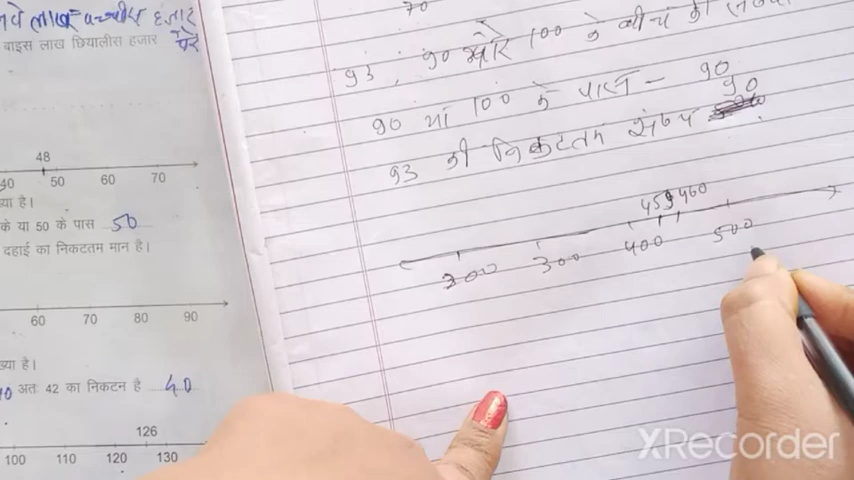 लाख
बाइस लाख छियालीस हजार
48
40 50 60 70
ख्या है।
के या 50 के पास 50
दहाई का निकटतम मान है।
60 70 80 90
ख्या है।
अतः 42 का निकटन है 40
126
100 110 120 130
70
93, 90 और 100 के बीच की
90 या 100 के पास - 90
93 की निकटतम संख्य 90
459 460
200 300 400 500
XRecorder